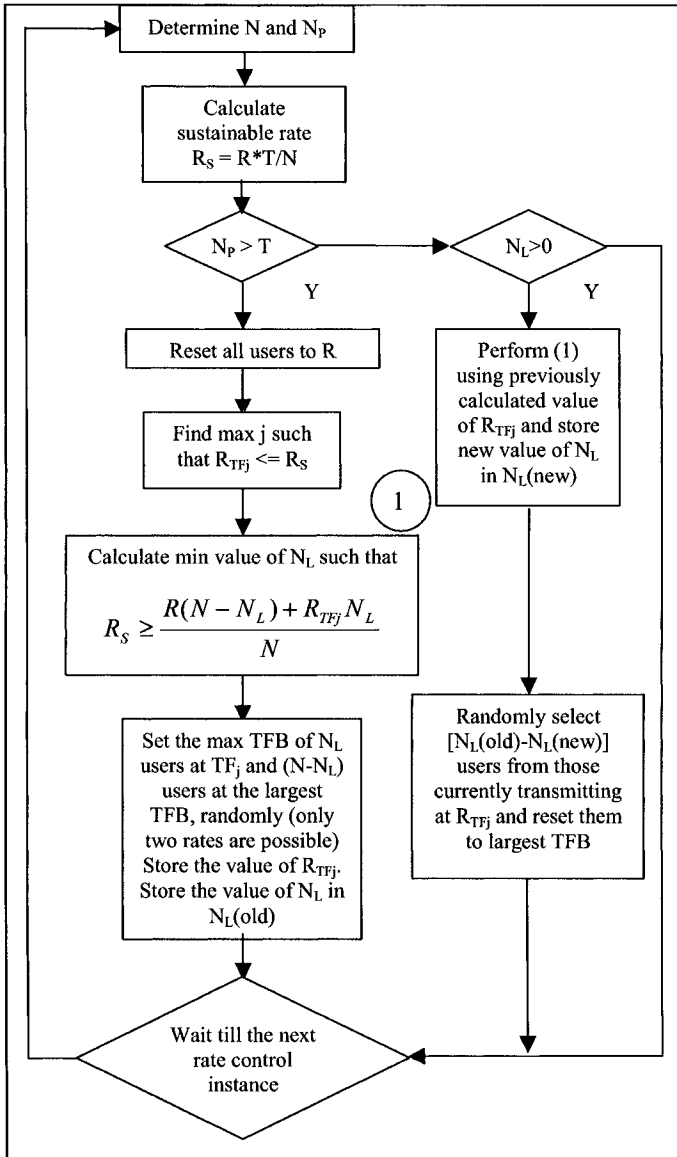 Determine N and N_P
Calculate
sustainable rate
R_S = R*T/N
N_P > T
Y
Reset all users to R
Find max j such
that R_TFj <= R_S
1
Calculate min value of N_L such that
R_S ≥ (R(N − N_L) + R_TFj N_L) / N
Set the max TFB of N_L
users at TF_j and (N-N_L)
users at the largest
TFB, randomly (only
two rates are possible)
Store the value of R_TFj.
Store the value of N_L in
N_L(old)
Wait till the next
rate control
instance
N_L>0
Y
Perform (1)
using previously
calculated value
of R_TFj and store
new value of N_L
in N_L(new)
Randomly select
[N_L(old)-N_L(new)]
users from those
currently transmitting
at R_TFj and reset them
to largest TFB